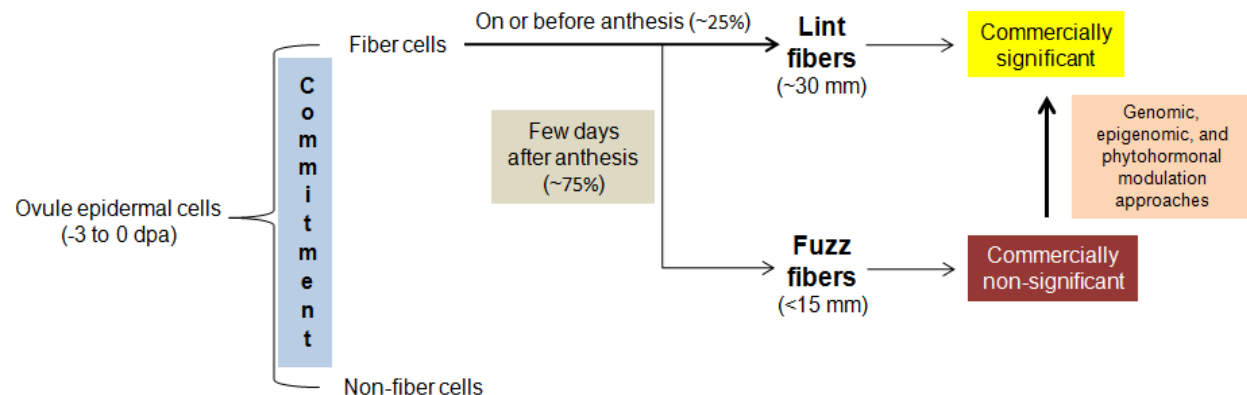 Ovule epidermal cells
(-3 to 0 dpa)
Commitment
Fiber cells
Non-fiber cells
On or before anthesis (~25%)
Few days
after anthesis
(~75%)
Lint
fibers
(~30 mm)
Commercially
significant
Genomic,
epigenomic, and
phytohormonal
modulation
approaches
Fuzz
fibers
(<15 mm)
Commercially
non-significant